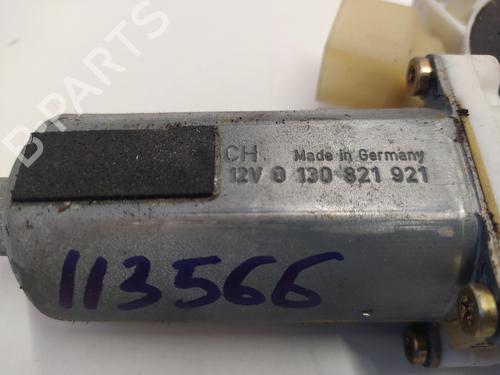 B-PARTS
CH Made in Germany
12V 0 130 821 921
113566